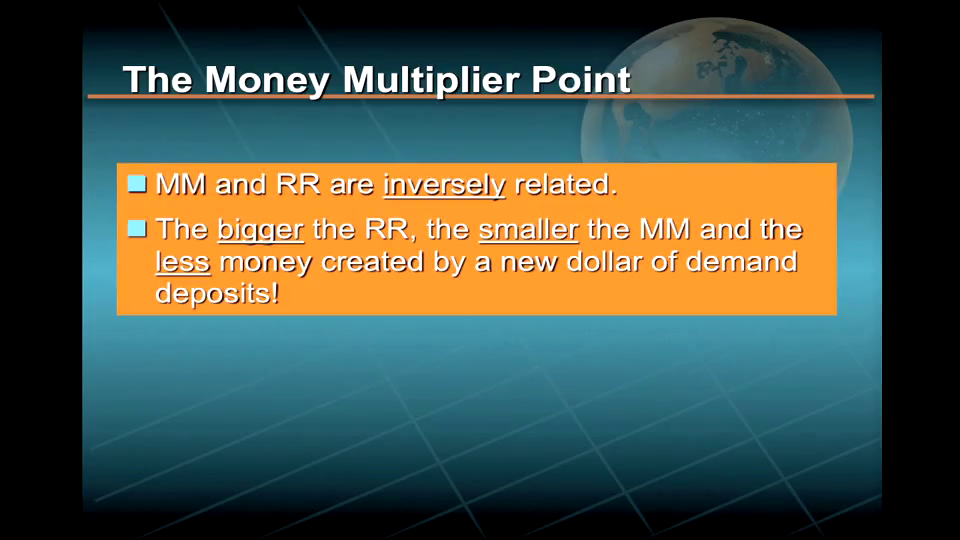 The Money Multiplier Point
MM and RR are inversely related.
The bigger the RR, the smaller the MM and the
less money created by a new dollar of demand
deposits!